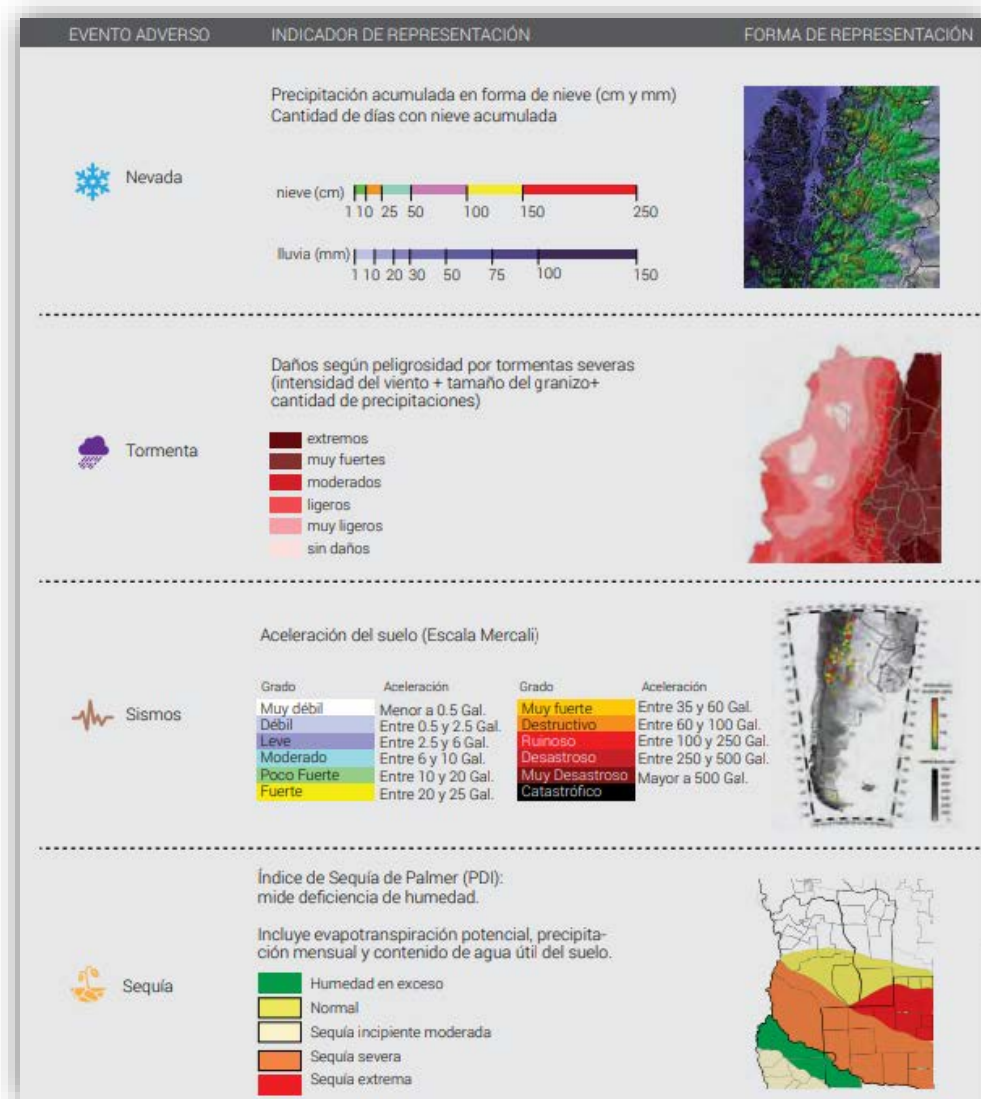 EVENTO ADVERSO INDICADOR DE REPRESENTACIÓN FORMA DE REPRESENTACIÓN
Nevada
Precipitación acumulada en forma de nieve (cm y mm)
Cantidad de días con nieve acumulada
nieve (cm)
1 10 25 50 100 150 250
lluvia (mm)
1 10 20 30 50 75 100 150
Tormenta
Daños según peligrosidad por tormentas severas
(intensidad del viento + tamaño del granizo+
cantidad de precipitaciones)
extremos
muy fuertes
moderados
ligeros
muy ligeros
sin daños
Sismos
Aceleración del suelo (Escala Mercali)
Grado Aceleración Grado Aceleración
Muy débil Menor a 0.5 Gal. Muy fuerte Entre 35 y 60 Gal.
Débil Entre 0.5 y 2.5 Gal. Destructivo Entre 60 y 100 Gal.
Leve Entre 2.5 y 6 Gal. Ruinoso Entre 100 y 250 Gal.
Moderado Entre 6 y 10 Gal. Desastroso Entre 250 y 500 Gal.
Poco Fuerte Entre 10 y 20 Gal. Muy Desastroso Mayor a 500 Gal.
Fuerte Entre 20 y 25 Gal. Catastrófico
Sequía
Índice de Sequía de Palmer (PDI):
mide deficiencia de humedad.
Incluye evapotranspiración potencial, precipita-
ción mensual y contenido de agua útil del suelo.
Humedad en exceso
Normal
Sequía incipiente moderada
Sequía severa
Sequía extrema